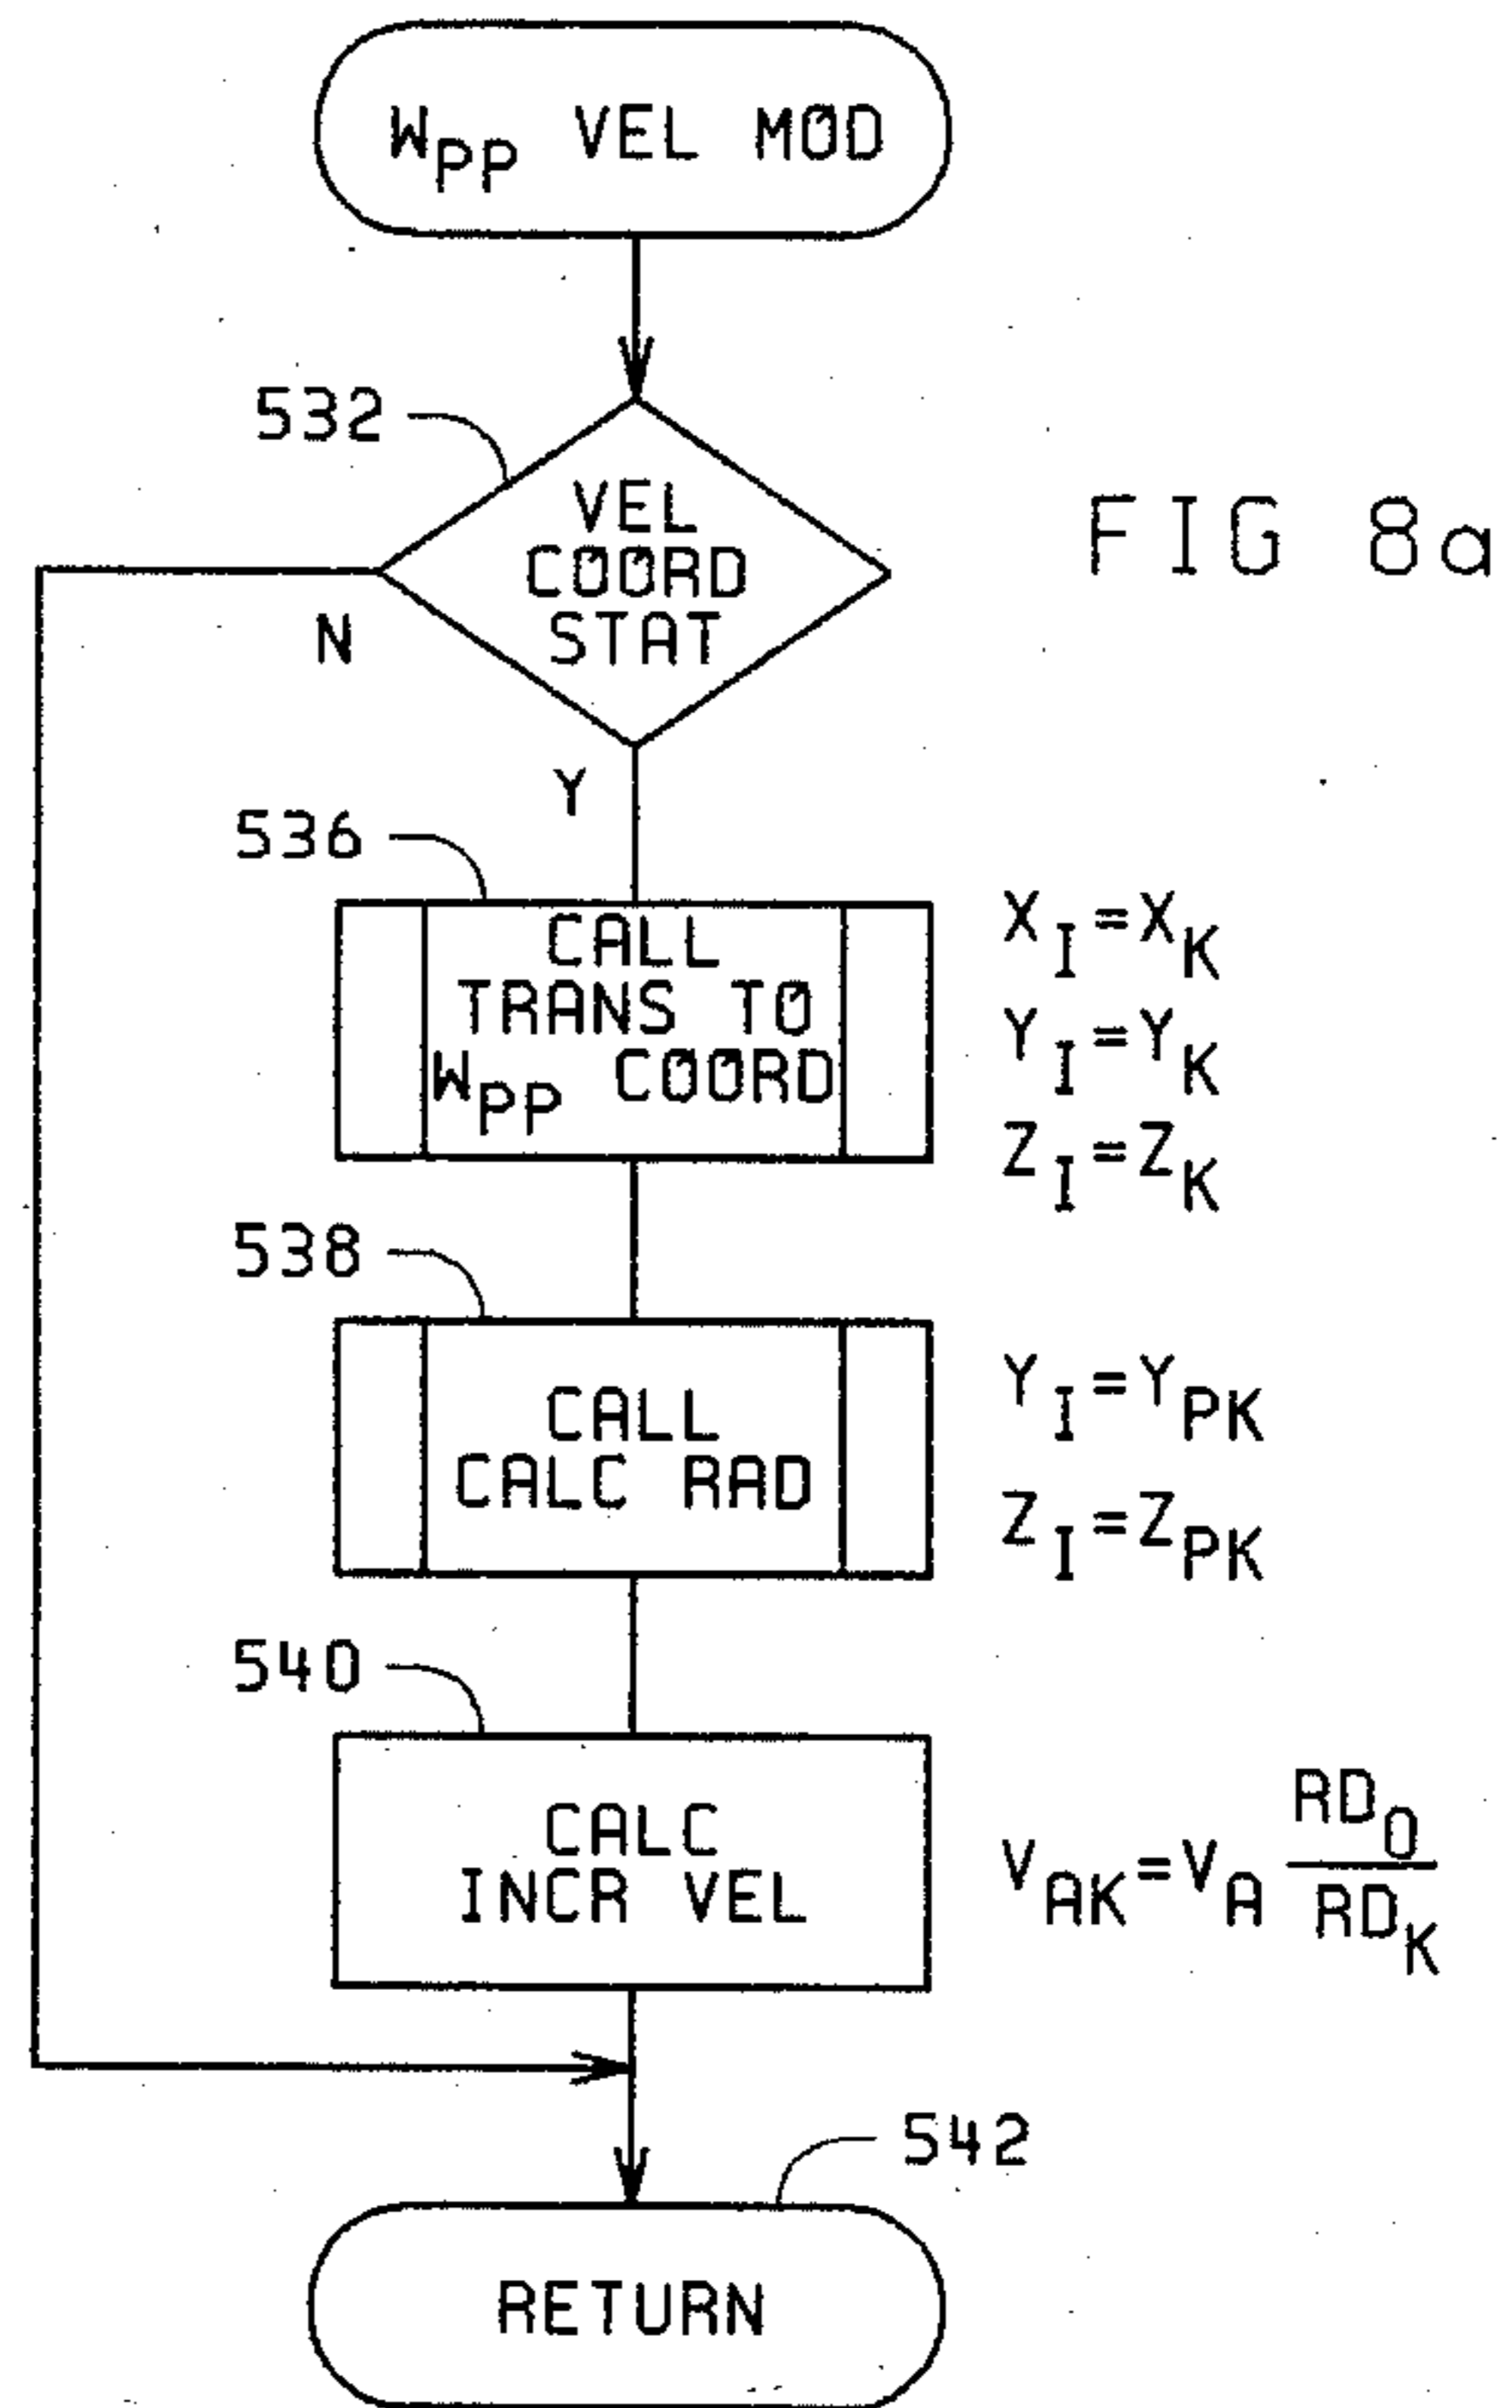 W_PP VEL MOD
532
VEL
COORD
STAT
FIG 8a
N
Y
536
CALL
TRANS TO
W_PP COORD
X_I=X_K
Y_I=Y_K
Z_I=Z_K
538
CALL
CALC RAD
Y_I=Y_PK
Z_I=Z_PK
540
CALC
INCR VEL
V_AK=V_A RD_0/RD_K
542
RETURN